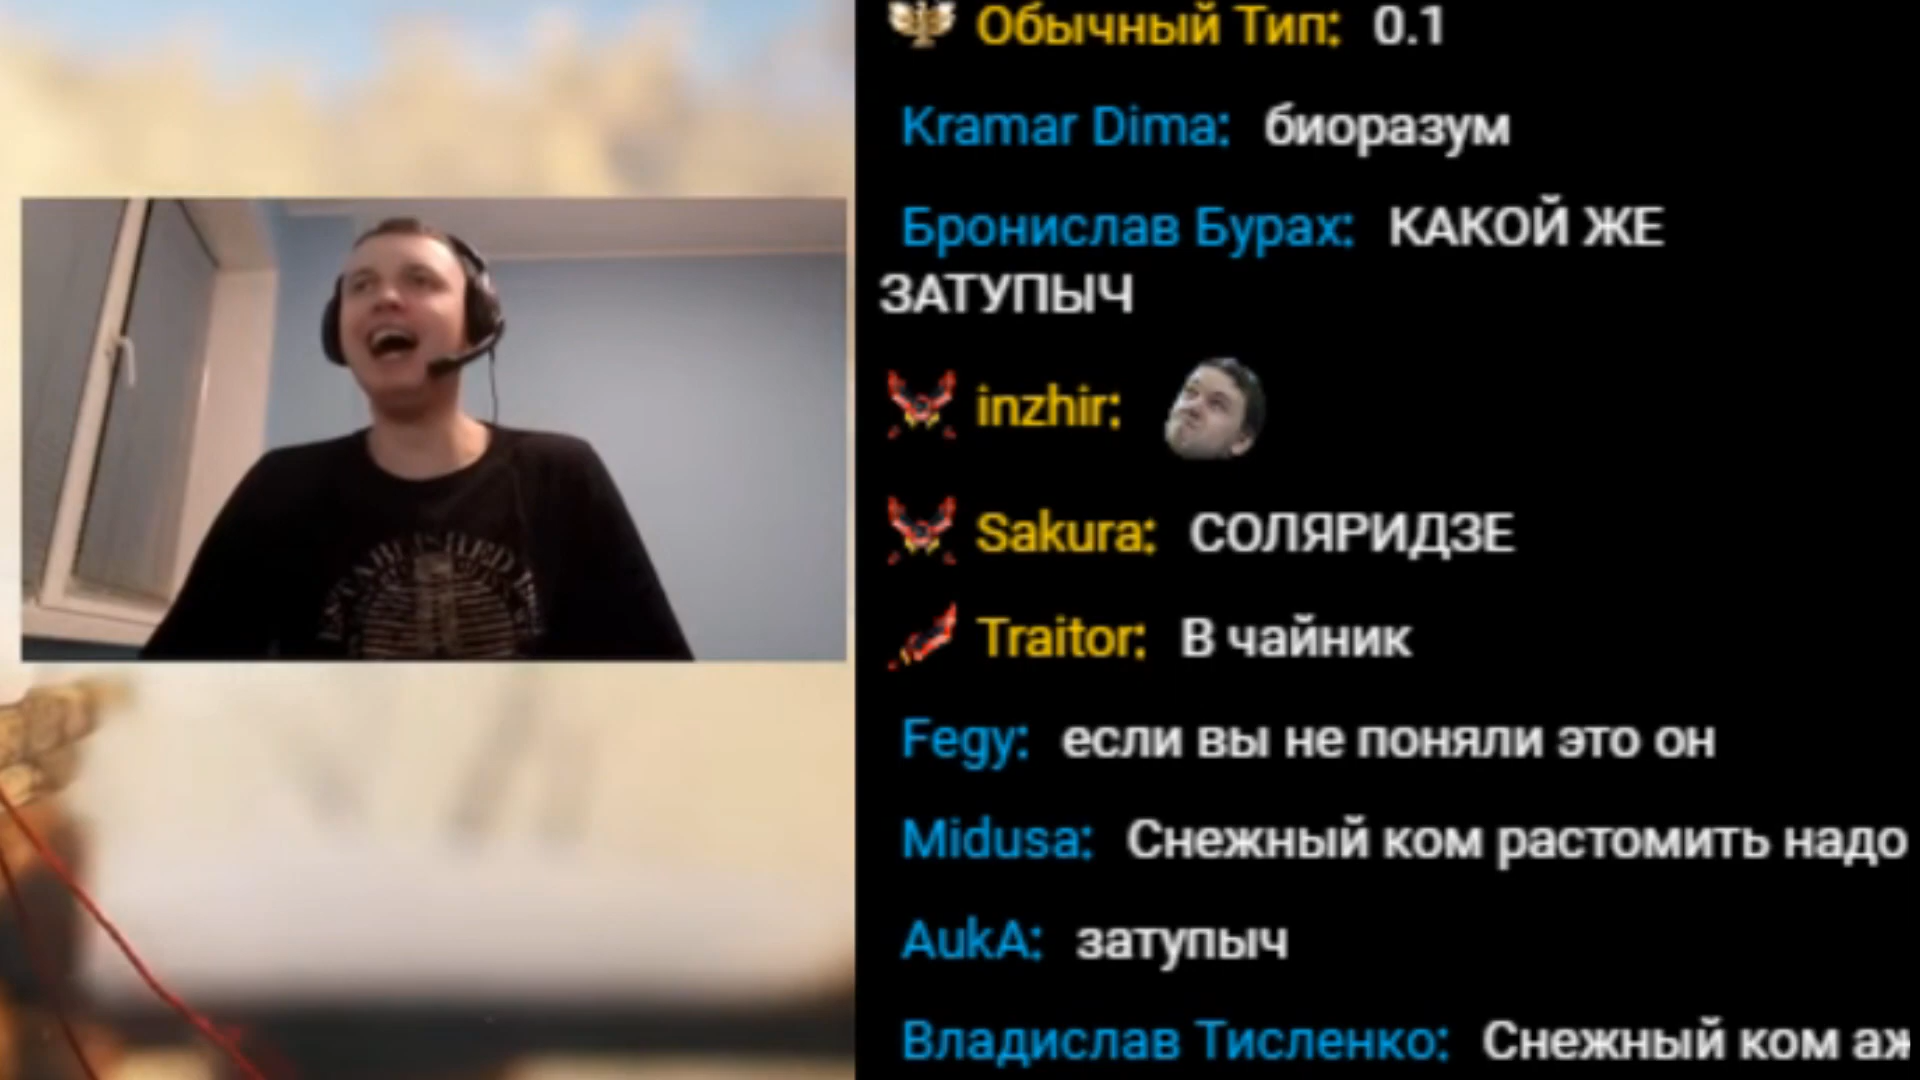 Обычный Тип: 0.1
Kramar Dima: биоразум
Бронислав Бурах: КАКОЙ ЖЕ
ЗАТУПЫЧ
inzhir:
Sakura: СОЛЯРИДЗЕ
Traitor: В чайник
Fegy: если вы не поняли это он
Midusa: Снежный ком растомить надо
AukA: затупыч
Владислав Тисленко: Снежный ком аж